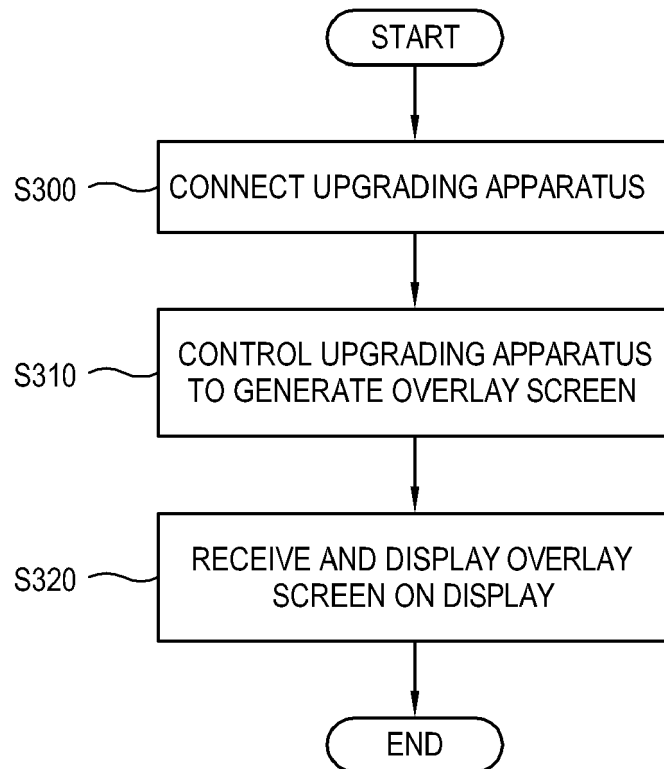 START
S300
CONNECT UPGRADING APPARATUS
S310
CONTROL UPGRADING APPARATUS
TO GENERATE OVERLAY SCREEN
S320
RECEIVE AND DISPLAY OVERLAY
SCREEN ON DISPLAY
END